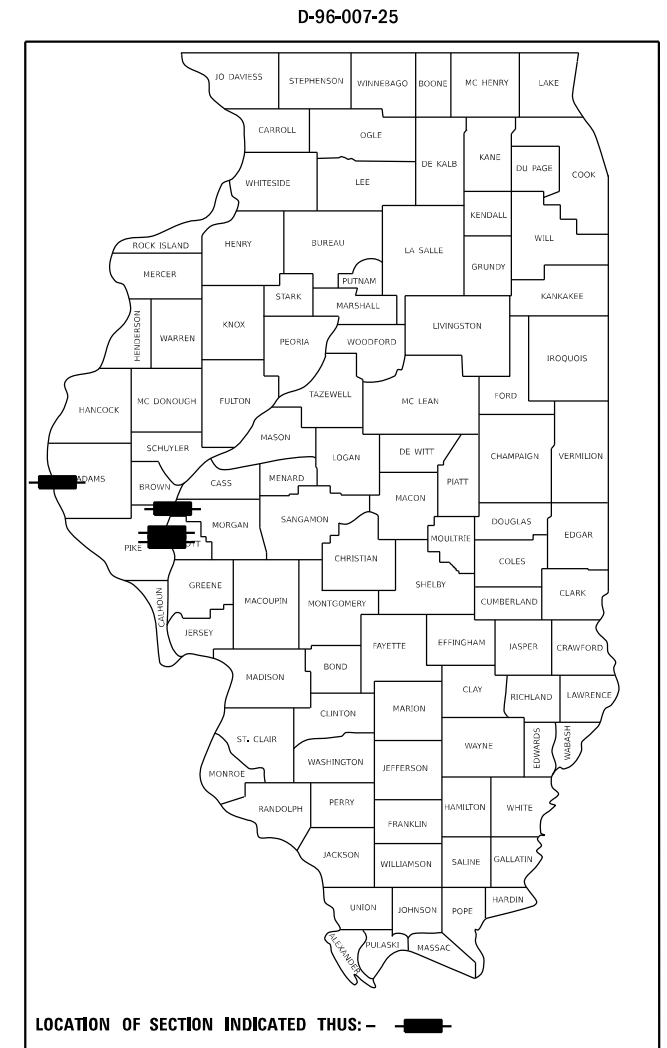 D-96-007-25
JO DAVIESS
STEPHENSON
WINNEBAGO
BOONE
MC HENRY
LAKE
CARROLL
OGLE
DE KALB
KANE
DU PAGE
COOK
WHITESIDE
LEE
KENDALL
WILL
ROCK ISLAND
HENRY
BUREAU
LA SALLE
GRUNDY
MERCER
PUTNAM
STARK
MARSHALL
KANKAKEE
HENDERSON
WARREN
KNOX
PEORIA
WOODFORD
LIVINGSTON
IROQUOIS
HANCOCK
MC DONOUGH
FULTON
TAZEWELL
MC LEAN
FORD
MASON
SCHUYLER
LOGAN
DE WITT
CHAMPAIGN
VERMILION
ADAMS
BROWN
CASS
MENARD
PIATT
MACON
MORGAN
SANGAMON
DOUGLAS
EDGAR
PIKE
MOULTRIE
CHRISTIAN
COLES
SHELBY
GREENE
CALHOUN
MACOUPIN
MONTGOMERY
CUMBERLAND
CLARK
JERSEY
FAYETTE
EFFINGHAM
JASPER
CRAWFORD
BOND
MADISON
CLAY
RICHLAND
LAWRENCE
CLINTON
MARION
ST. CLAIR
WAYNE
EDWARDS
WABASH
WASHINGTON
JEFFERSON
MONROE
RANDOLPH
PERRY
HAMILTON
WHITE
FRANKLIN
JACKSON
WILLIAMSON
SALINE
GALLATIN
UNION
JOHNSON
POPE
HARDIN
ALEXANDER
PULASKI
MASSAC
LOCATION OF SECTION INDICATED THUS: –